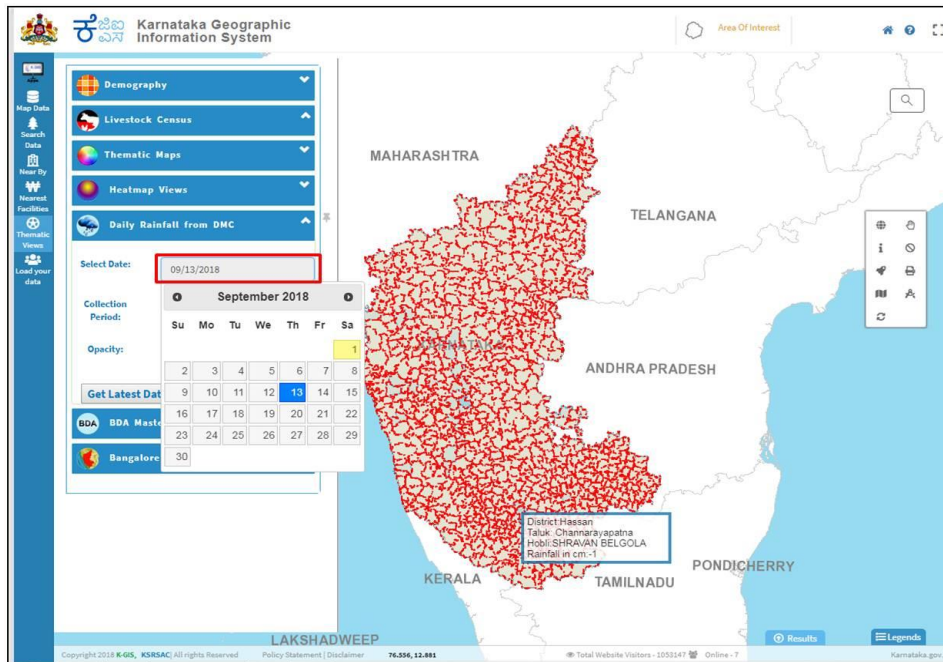 ಕ ಜಿಐಎಸ್
Karnataka Geographic
Information System
Area Of Interest
Map Data
Search
Data
Near By
Nearest
Facilities
Thematic
Views
Load your
data
Demography
Livestock Census
Thematic Maps
Heatmap Views
Daily Rainfall from DMC
Select Date:
09/13/2018
Collection
Period:
Opacity:
September 2018
Su Mo Tu We Th Fr Sa
1
2 3 4 5 6 7 8
9 10 11 12 13 14 15
16 17 18 19 20 21 22
23 24 25 26 27 28 29
30
Get Latest Dat
BDA BDA Maste
Bangalore
MAHARASHTRA
TELANGANA
KARNATAKA
ANDHRA PRADESH
District:Hassan
Taluk: Channarayapatna
Hobli:SHRAVAN BELGOLA
Rainfall in cm:-1
PONDICHERRY
KERALA
TAMILNADU
LAKSHADWEEP
Results
Legends
Copyright 2018 K-GIS, KSRSAC| All rights Reserved
Policy Statement | Disclaimer
76.556, 12.881
Total Website Visitors - 1053147
Online - 7
Karnataka.gov.